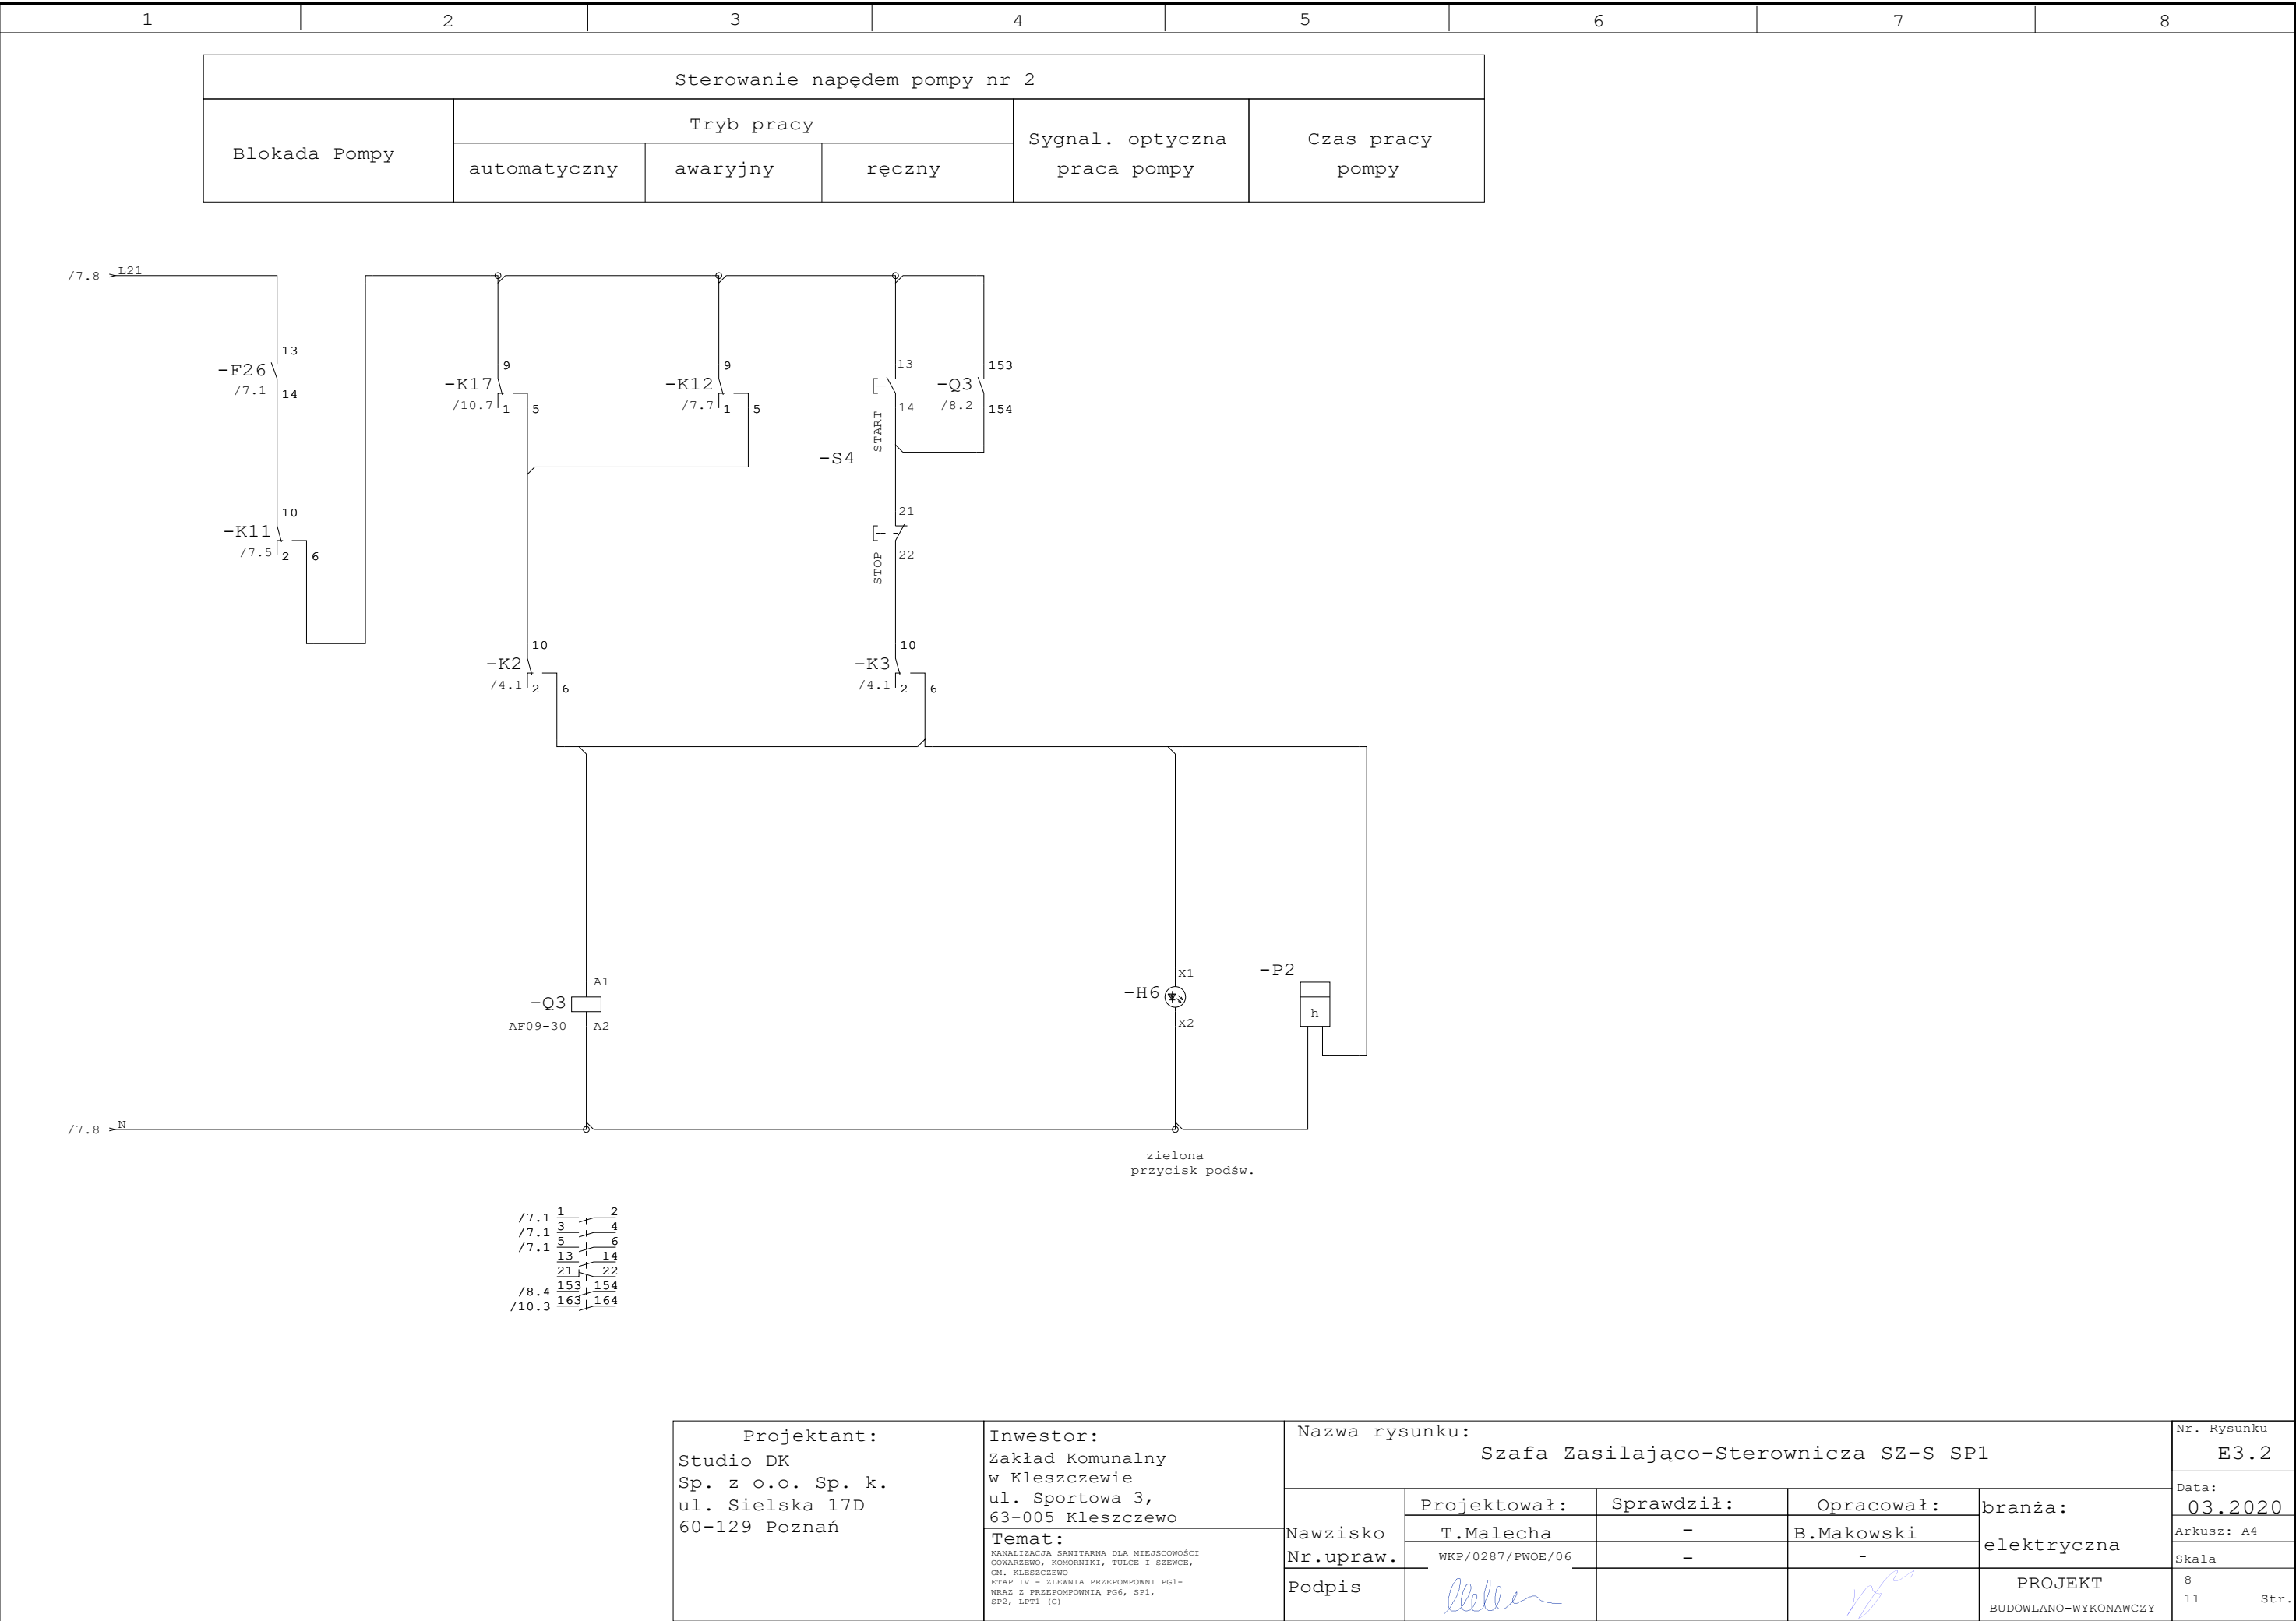 1 2 3 4 5 6 7 8
Sterowanie napędem pompy nr 2
Blokada Pompy
Tryb pracy
automatyczny awaryjny ręczny
Sygnal. optyczna
praca pompy
Czas pracy
pompy
/7.8 L21
-F26
/7.1
13
14
-K11
/7.5
10
2 6
-K17
/10.7
9
1 5
-K12
/7.7
9
1 5
-S4
START
13
14
-Q3
/8.2
153
154
STOP
21
22
-K2
/4.1
10
2 6
-K3
/4.1
10
2 6
-Q3
AF09-30
A1
A2
-H6
X1
X2
-P2
h
/7.8 N
zielona
przycisk podśw.
/7.1 1 2
/7.1 3 4
/7.1 5 6
13 14
21 22
/8.4 153 154
/10.3 163 164
Projektant:
Studio DK
Sp. z o.o. Sp. k.
ul. Sielska 17D
60-129 Poznań
Inwestor:
Zakład Komunalny
w Kleszczewie
ul. Sportowa 3,
63-005 Kleszczewo
Temat:
KANALIZACJA SANITARNA DLA MIEJSCOWOŚCI
GOWARZEWO, KOMORNIKI, TULCE I SZEWCE,
GM. KLESZCZEWO
ETAP IV - ZLEWNIA PRZEPOMPOWNI PG1-
WRAZ Z PRZEPOMPOWNIA PG6, SP1,
SP2, LPT1 (G)
Nazwa rysunku:
Szafa Zasilająco-Sterownicza SZ-S SP1
Projektował: Sprawdził: Opracował:
Nawzisko T.Malecha - B.Makowski
Nr.upraw. WKP/0287/PWOE/06 - -
Podpis
branża:
elektryczna
PROJEKT
BUDOWLANO-WYKONAWCZY
Nr. Rysunku
E3.2
Data:
03.2020
Arkusz: A4
Skala
8
11 Str.